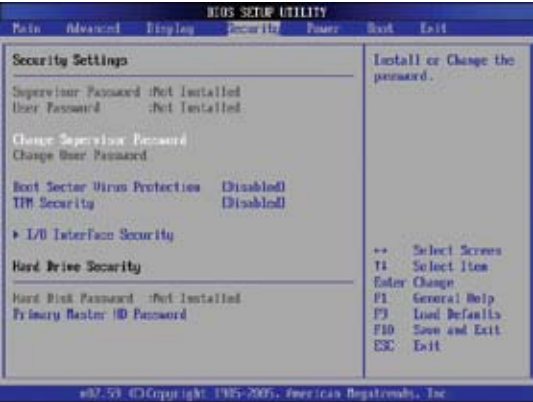 BIOS SETUP UTILITY
Main Advanced Display Security Power Boot Exit
Security Settings
Supervisor Password :Not Installed
User Password :Not Installed
Change Supervisor Password
Change User Password
Boot Sector Virus Protection [Disabled]
TPM Security [Disabled]
▸ I/O Interface Security
Hard Drive Security
Hard Disk Password :Not Installed
Primary Master HD Password
Install or Change the
password.
↔ Select Screen
↑↓ Select Item
Enter Change
F1 General Help
F9 Load Defaults
F10 Save and Exit
ESC Exit
v02.59 (C)Copyright 1985-2005, American Megatrends, Inc